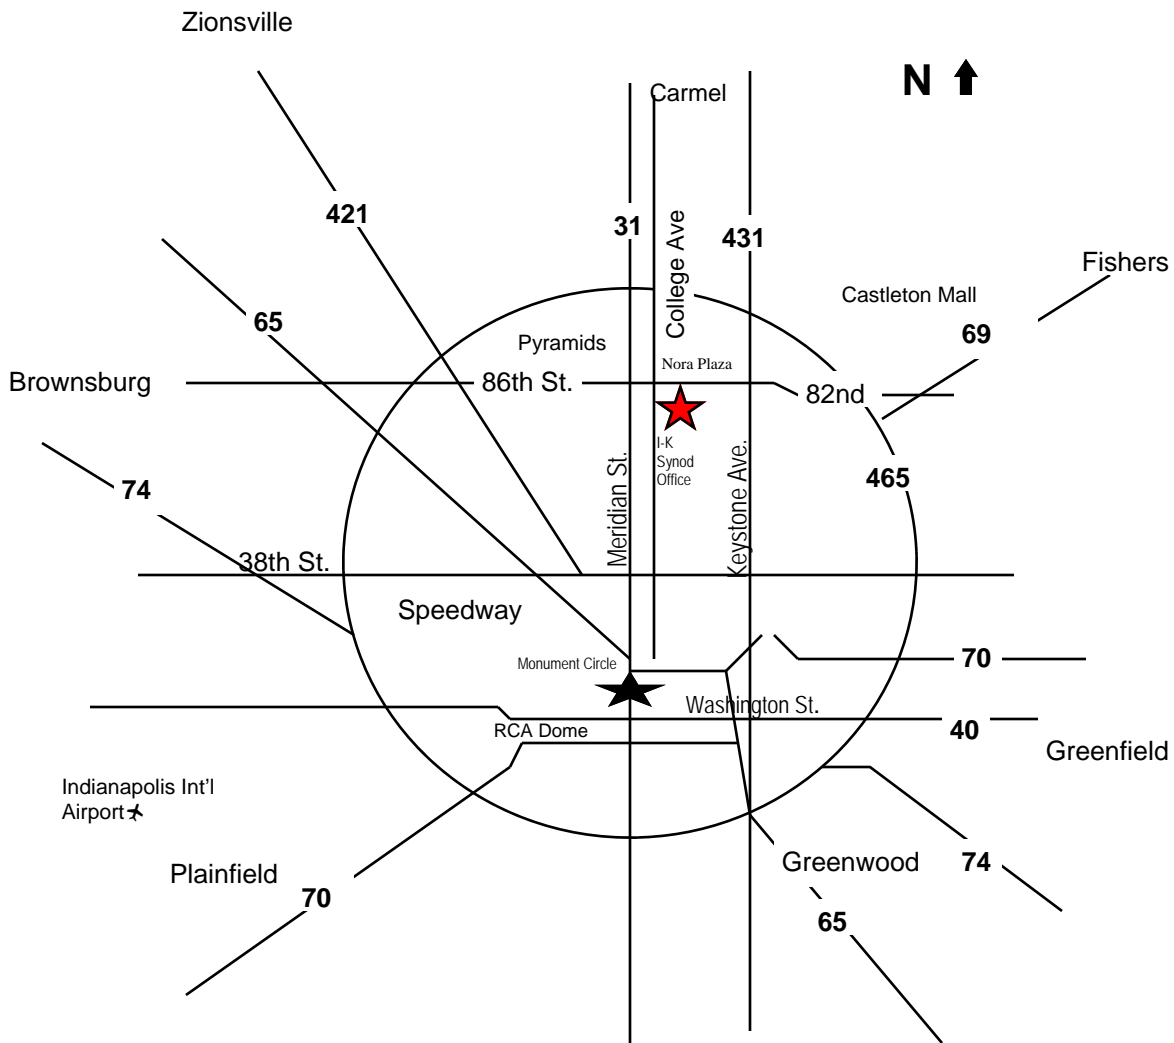 Zionsville
N
Carmel
421
31
College Ave
431
Fishers
Castleton Mall
65
69
Pyramids
Nora Plaza
Brownsburg
86th St.
82nd
I-K
Synod
Office
Meridian St.
Keystone Ave.
465
74
38th St.
Speedway
Monument Circle
70
Washington St.
RCA Dome
40
Greenfield
Indianapolis Int'l
Airport
Plainfield
Greenwood
74
70
65